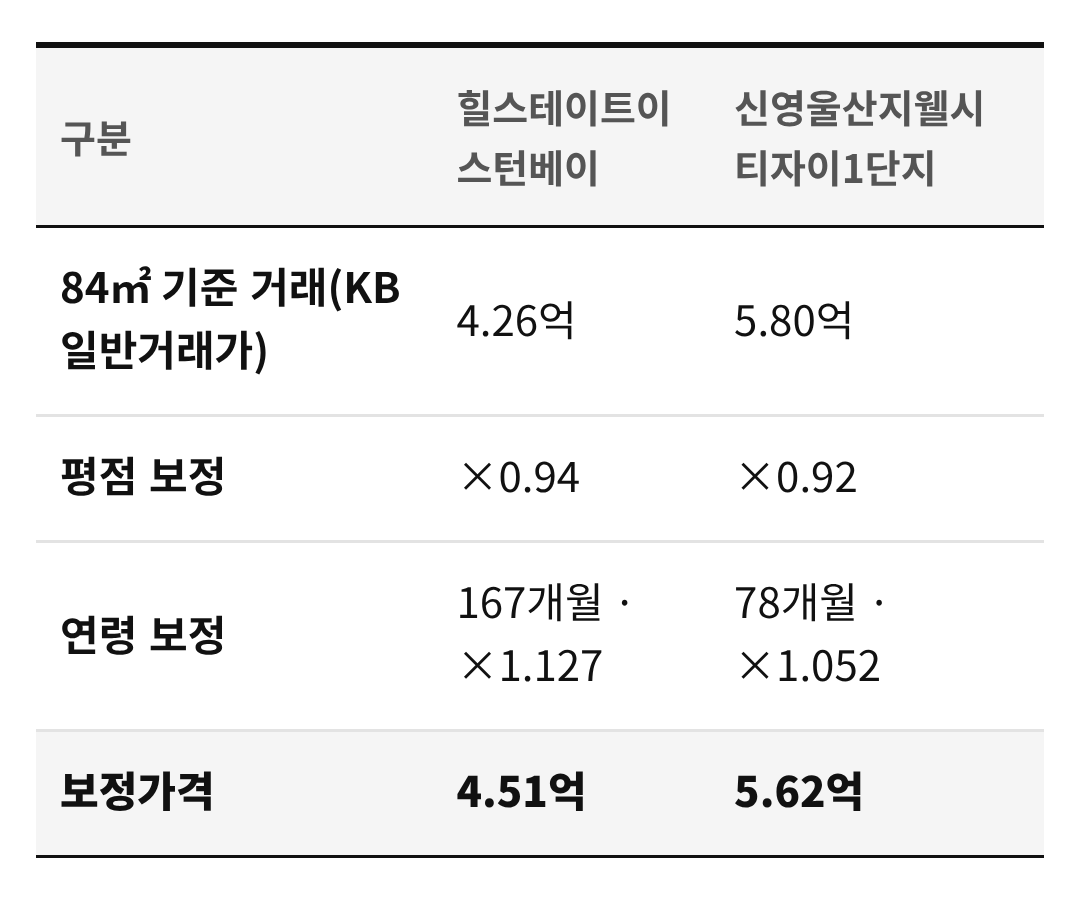 구분
힐스테이트이
스턴베이
신영울산지웰시
티자이1단지
84㎡ 기준 거래(KB
일반거래가)
4.26억
5.80억
평점 보정
×0.94
×0.92
연령 보정
167개월 ·
×1.127
78개월 ·
×1.052
보정가격
4.51억
5.62억